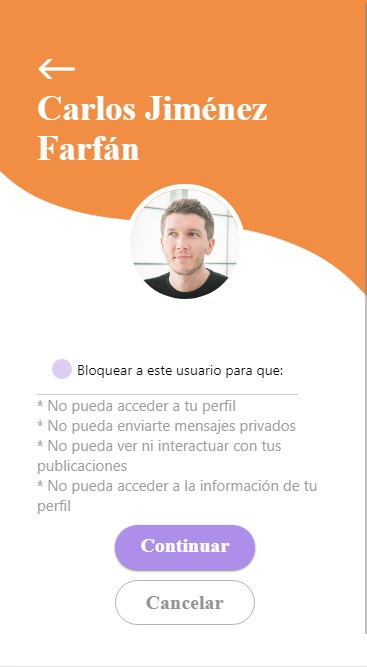 Carlos Jiménez
Farfán
Bloquear a este usuario para que:
* No pueda acceder a tu perfil
* No pueda enviarte mensajes privados
* No pueda ver ni interactuar con tus
publicaciones
* No pueda acceder a la información de tu
perfil
Continuar
Cancelar